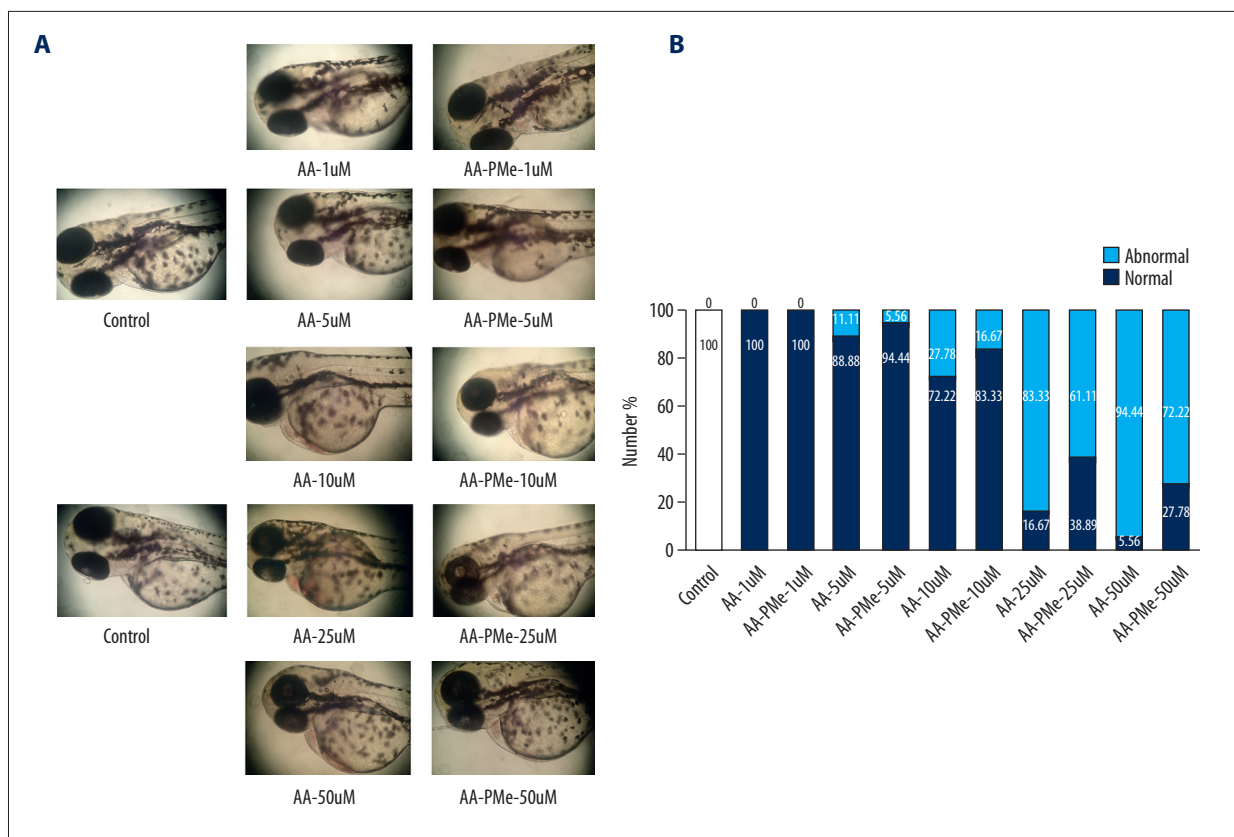 A
AA-1uM
AA-PMe-1uM
Control
AA-5uM
AA-PMe-5uM
AA-10uM
AA-PMe-10uM
Control
AA-25uM
AA-PMe-25uM
AA-50uM
AA-PMe-50uM
B
Abnormal
Normal
Number %
100
80
60
40
20
0
0
100
0
100
0
100
11.11
88.88
5.56
94.44
27.78
72.22
16.67
83.33
83.33
16.67
61.11
38.89
94.44
5.56
72.22
27.78
Control
AA-1uM
AA-PMe-1uM
AA-5uM
AA-PMe-5uM
AA-10uM
AA-PMe-10uM
AA-25uM
AA-PMe-25uM
AA-50uM
AA-PMe-50uM